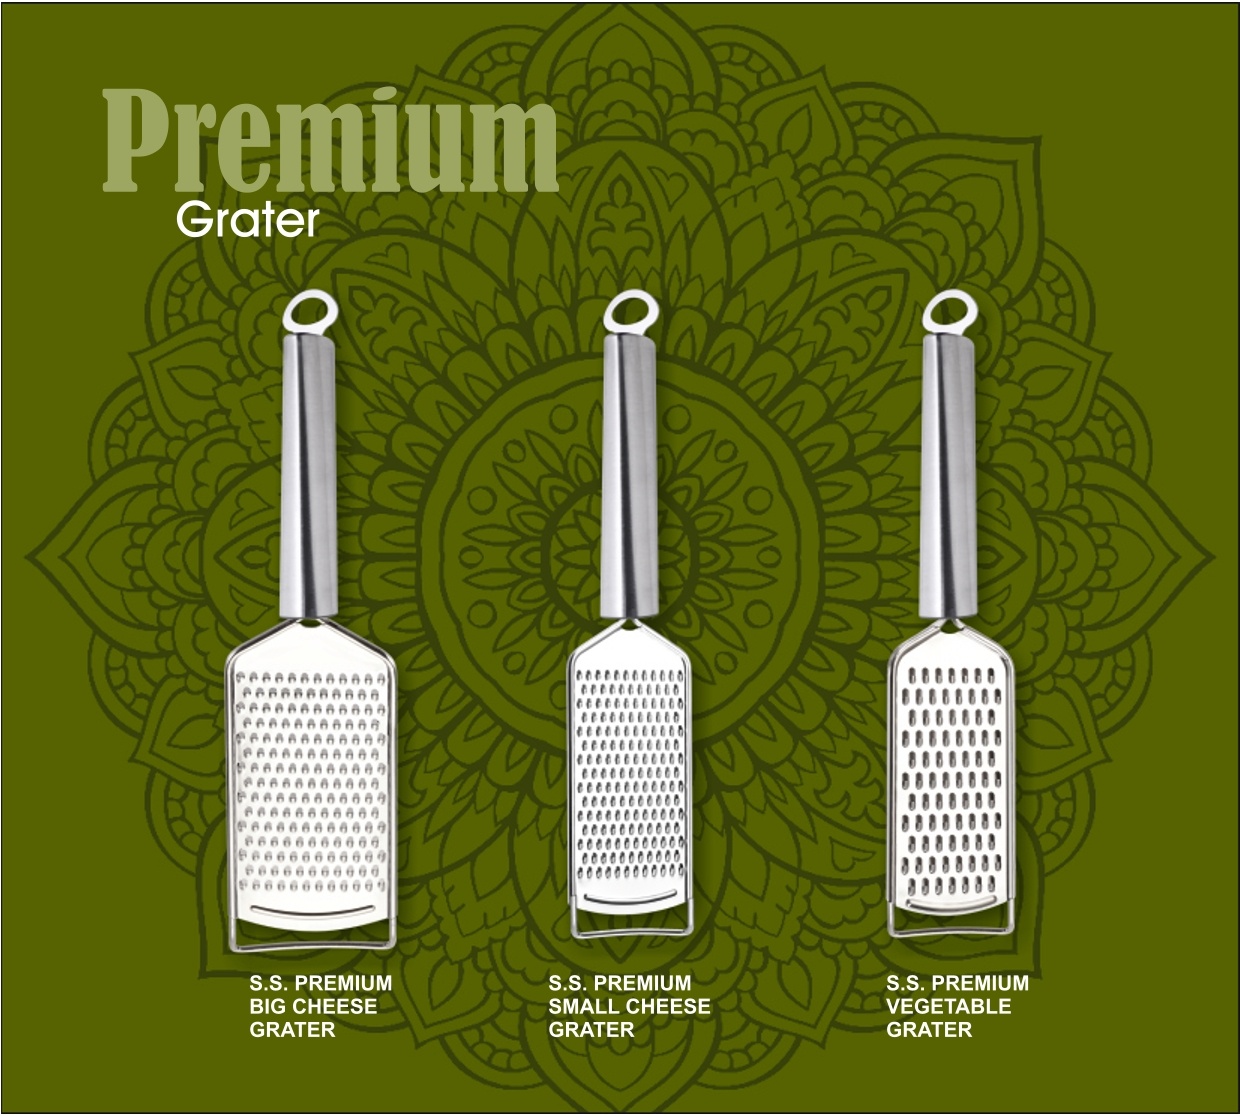 Premium
Grater
S.S. PREMIUM
BIG CHEESE
GRATER
S.S. PREMIUM
SMALL CHEESE
GRATER
S.S. PREMIUM
VEGETABLE
GRATER